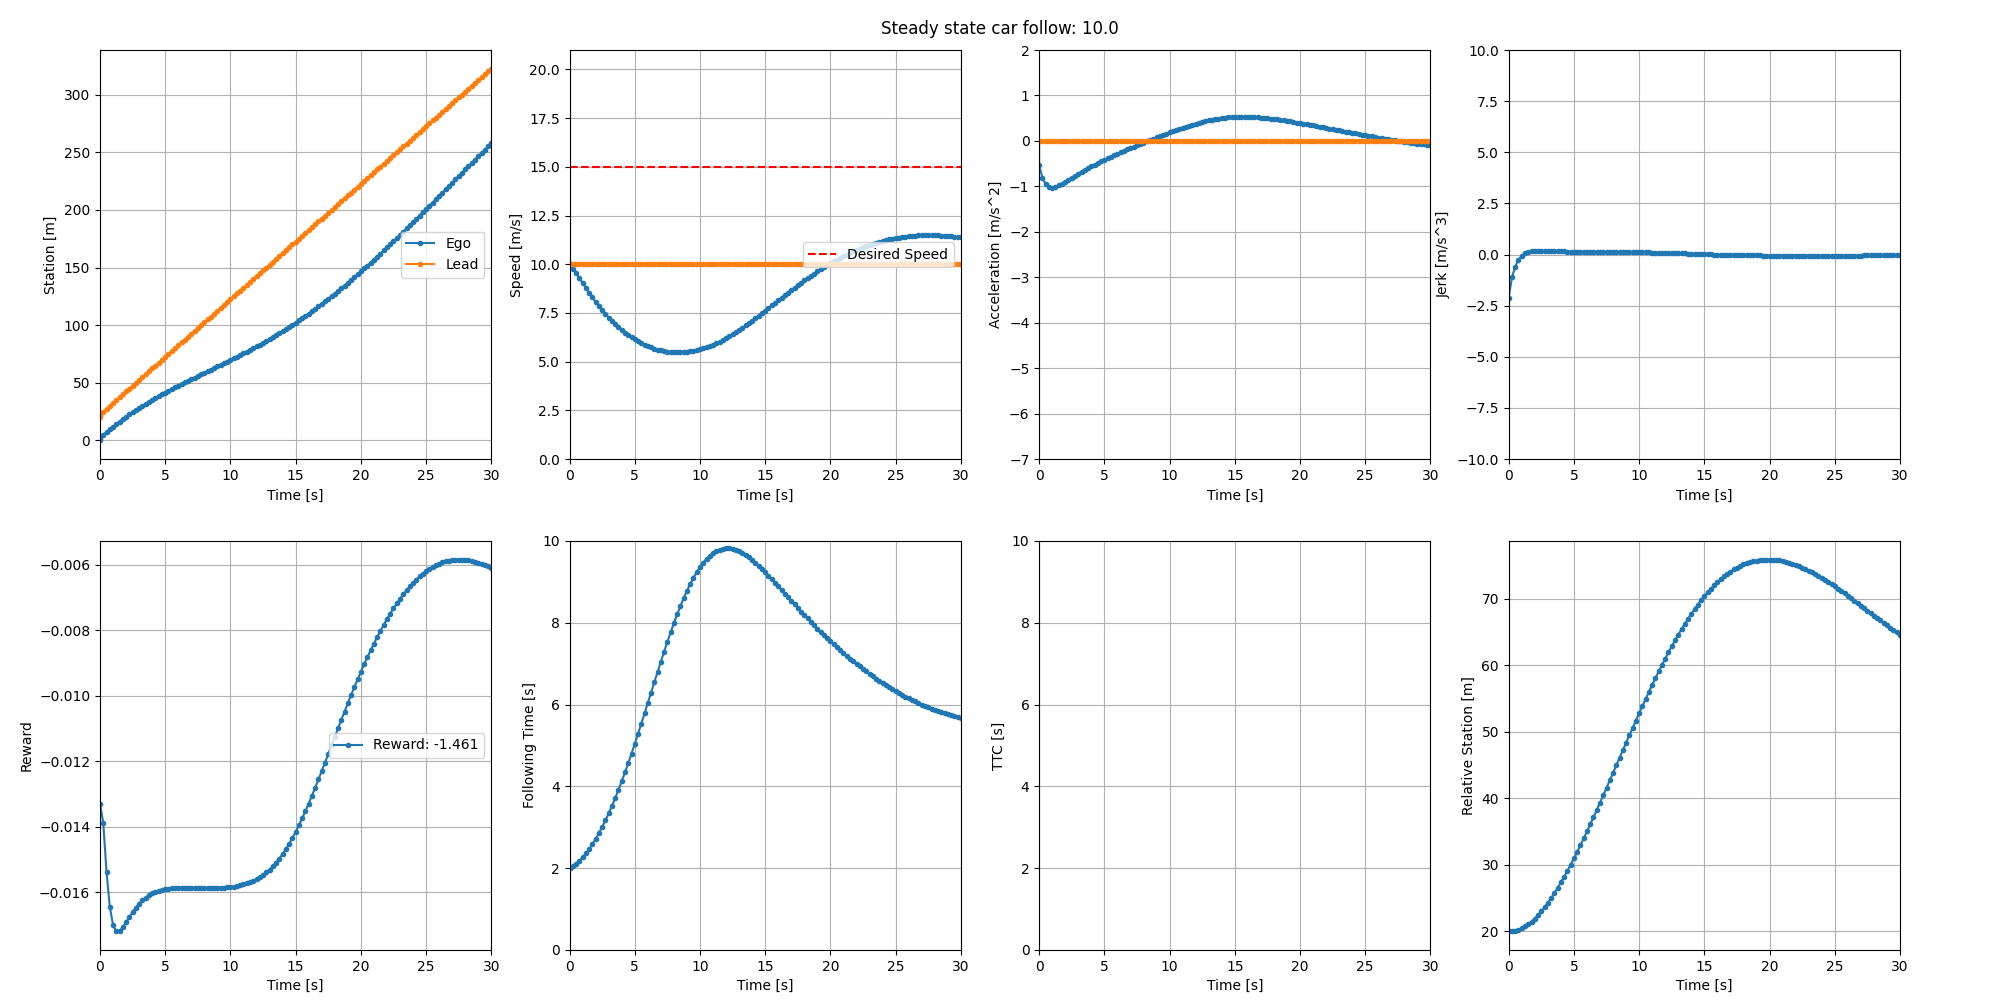 Steady state car follow: 10.0
Station [m]
300
250
200
150
100
50
0
Ego
Lead
0 5 10 15 20 25 30
Time [s]
Speed [m/s]
20.0
17.5
15.0
12.5
10.0
7.5
5.0
2.5
0.0
Desired Speed
0 5 10 15 20 25 30
Time [s]
Acceleration [m/s^2]
2
1
0
−1
−2
−3
−4
−5
−6
−7
0 5 10 15 20 25 30
Time [s]
Jerk [m/s^3]
10.0
7.5
5.0
2.5
0.0
−2.5
−5.0
−7.5
−10.0
0 5 10 15 20 25 30
Time [s]
Reward
−0.006
−0.008
−0.010
−0.012
−0.014
−0.016
Reward: -1.461
0 5 10 15 20 25 30
Time [s]
Following Time [s]
10
8
6
4
2
0
0 5 10 15 20 25 30
Time [s]
TTC [s]
10
8
6
4
2
0
0 5 10 15 20 25 30
Time [s]
Relative Station [m]
70
60
50
40
30
20
0 5 10 15 20 25 30
Time [s]